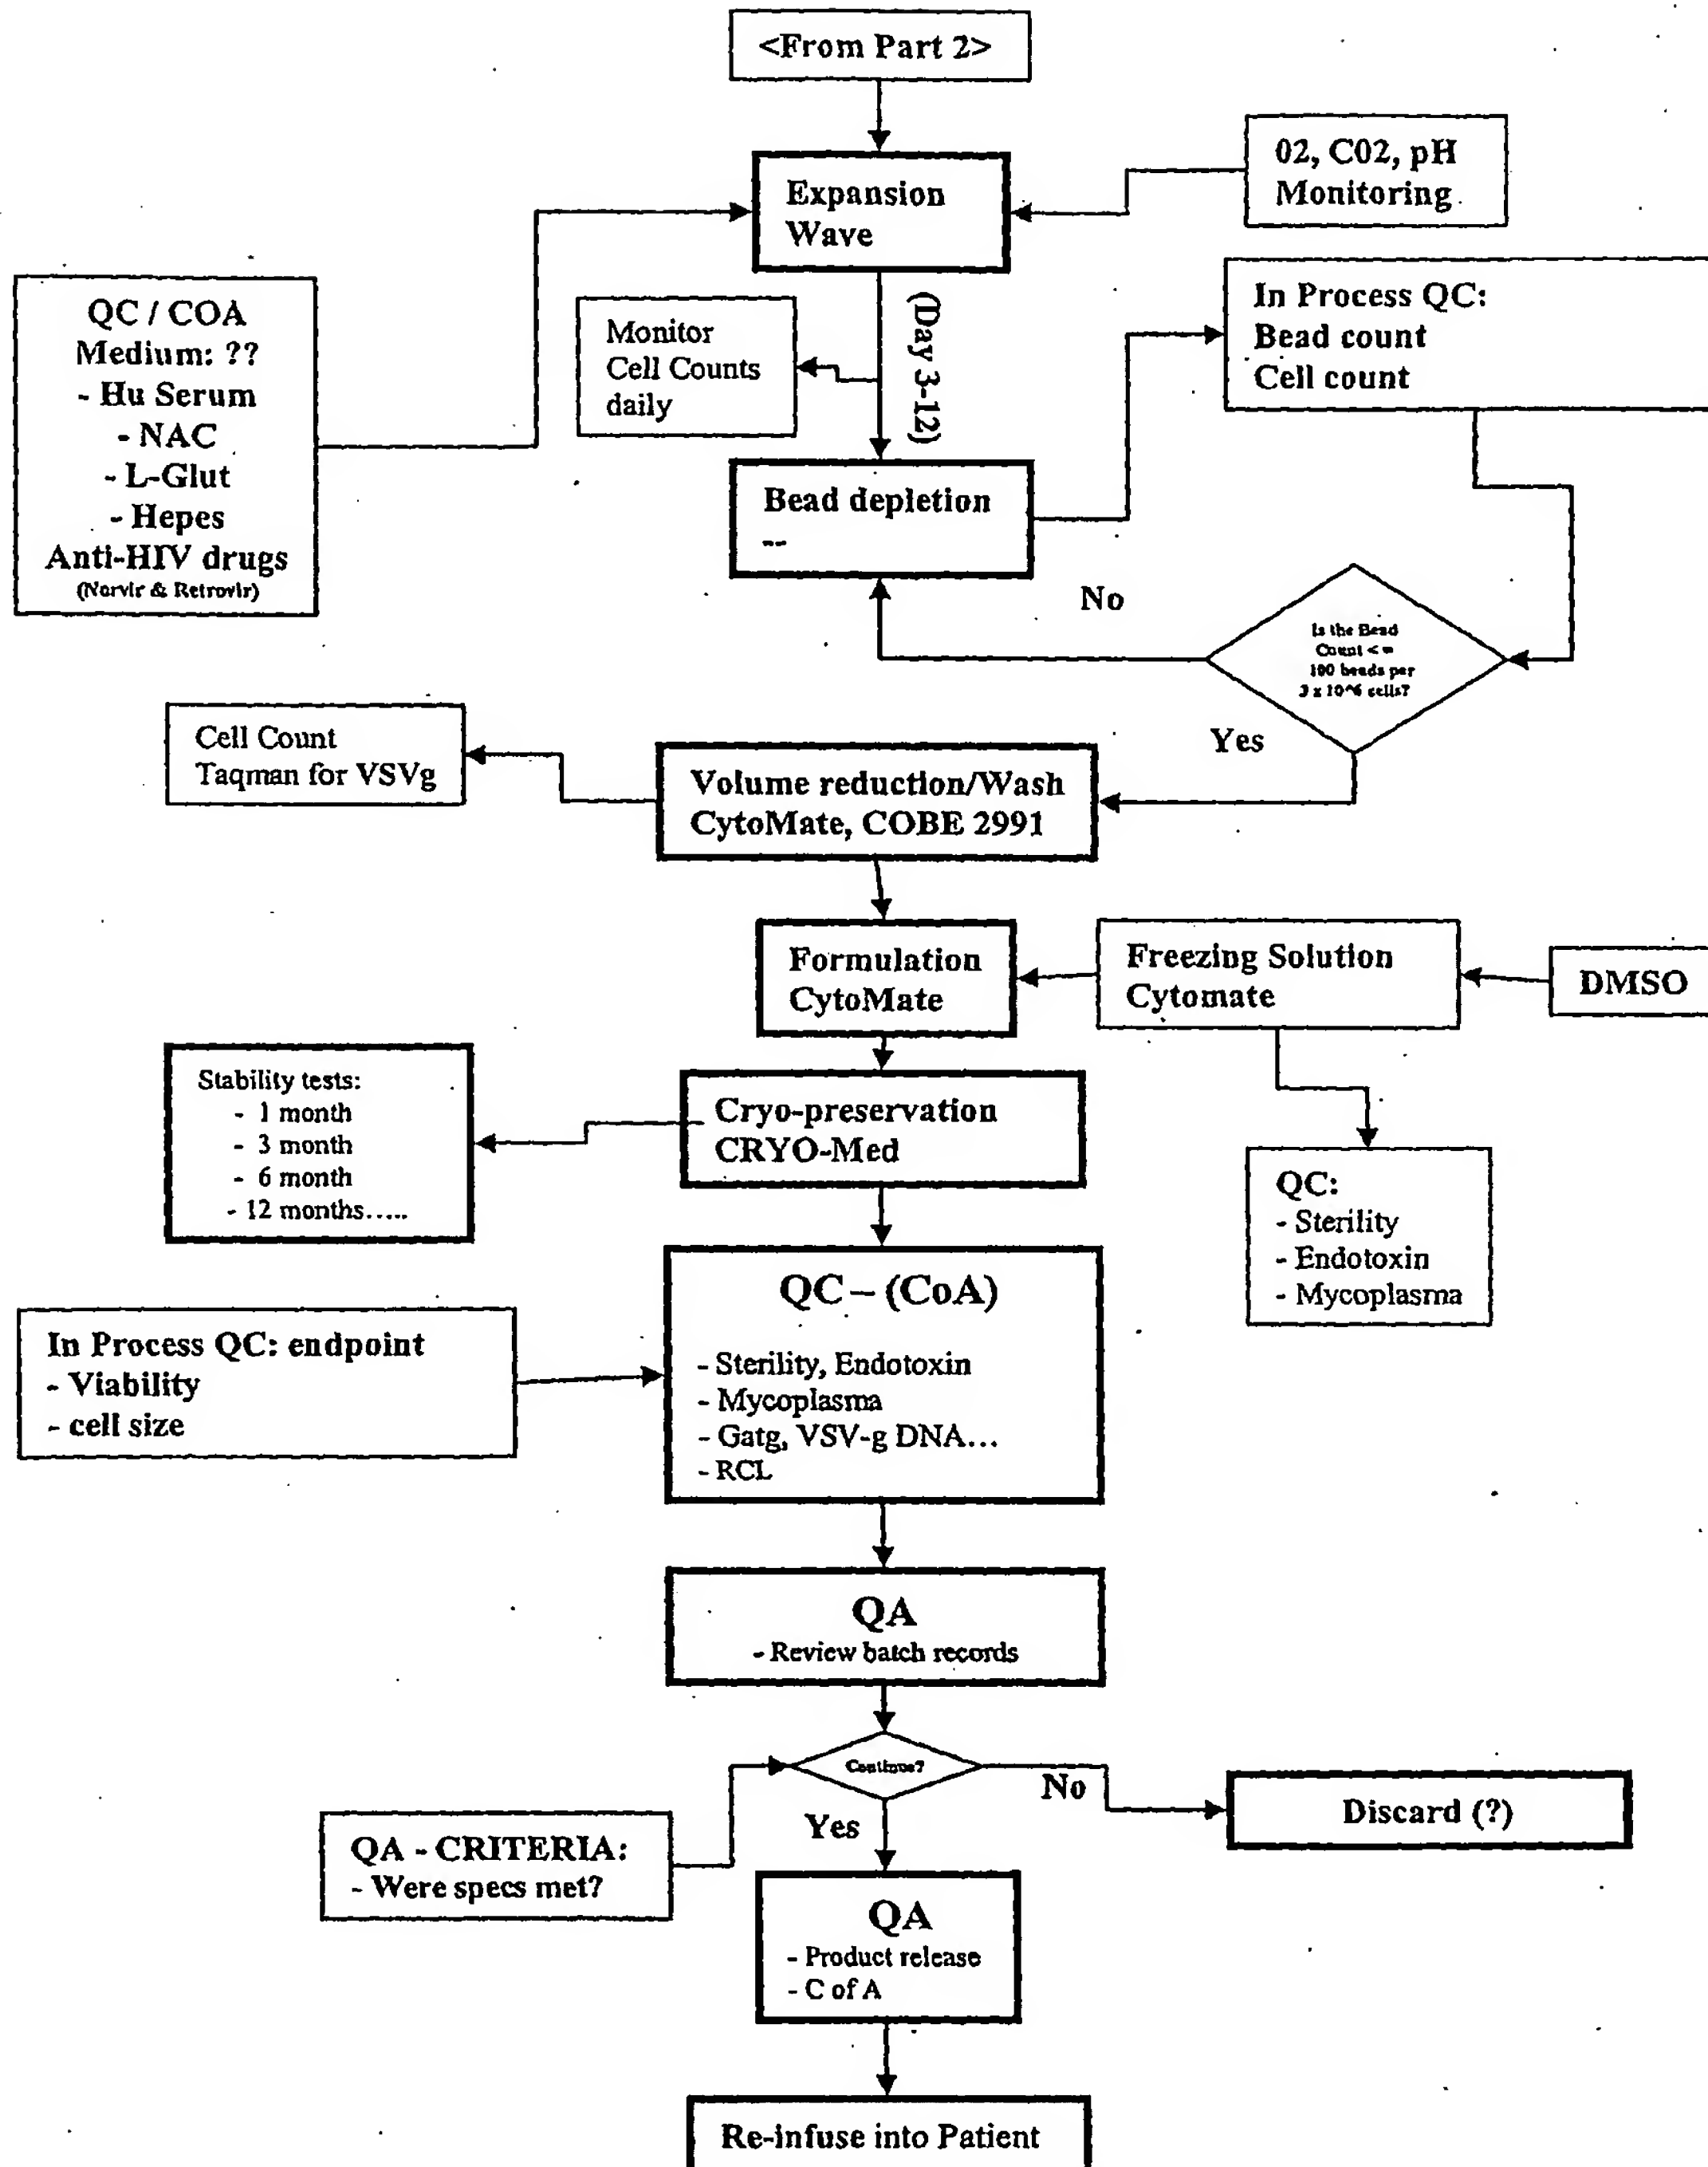 <From Part 2>
02, C02, pH
Monitoring
Expansion
Wave
QC / COA
Medium: ??
- Hu Serum
- NAC
- L-Glut
- Hepes
Anti-HIV drugs
(Norvir & Retrovir)
Monitor
Cell Counts
daily
(Day 3-12)
In Process QC:
Bead count
Cell count
Bead depletion
--
No
Is the Bead
Count <=
100 beads per
3 x 10^6 cells?
Yes
Cell Count
Taqman for VSVg
Volume reduction/Wash
CytoMate, COBE 2991
Formulation
CytoMate
Freezing Solution
Cytomate
DMSO
Stability tests:
- 1 month
- 3 month
- 6 month
- 12 months.....
Cryo-preservation
CRYO-Med
QC:
- Sterility
- Endotoxin
- Mycoplasma
In Process QC: endpoint
- Viability
- cell size
QC – (CoA)
- Sterility, Endotoxin
- Mycoplasma
- Gatg, VSV-g DNA...
- RCL
QA
- Review batch records
Continue?
No
Yes
Discard (?)
QA - CRITERIA:
- Were specs met?
QA
- Product release
- C of A
Re-infuse into Patient